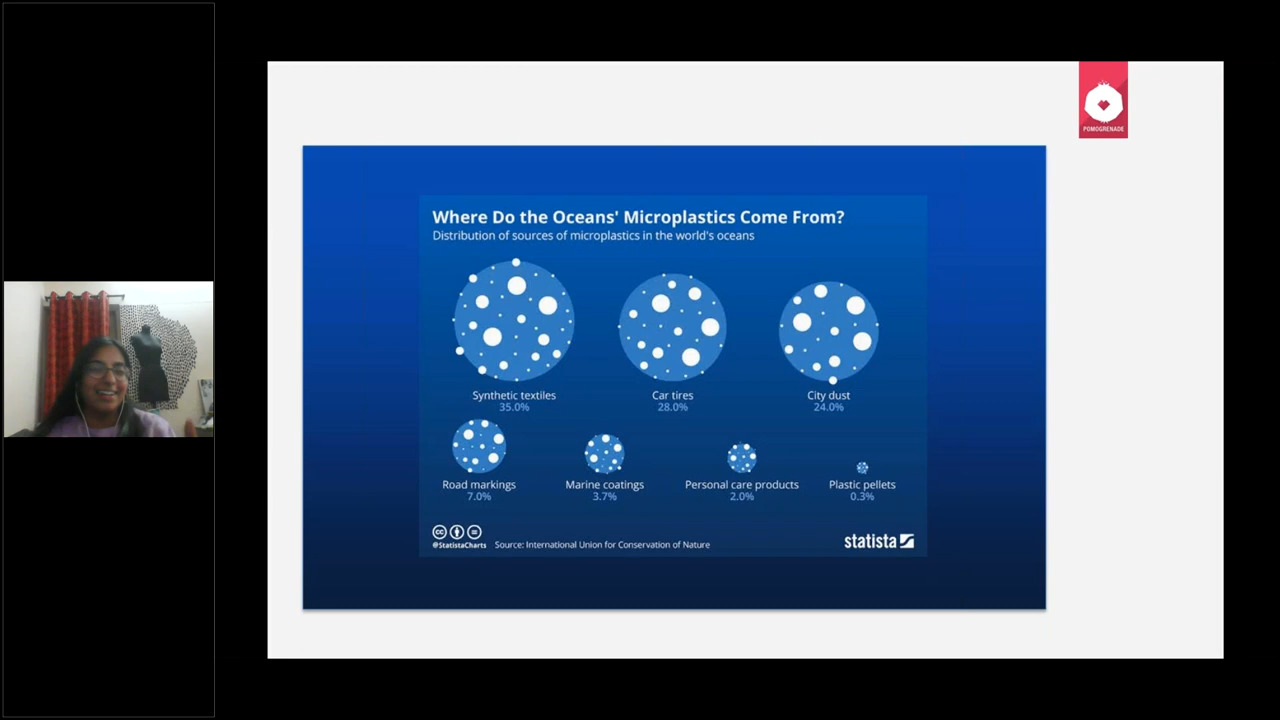 POMOGRENADE
Where Do the Oceans' Microplastics Come From?
Distribution of sources of microplastics in the world's oceans
Synthetic textiles
35.0%
Car tires
28.0%
City dust
24.0%
Road markings
7.0%
Marine coatings
3.7%
Personal care products
2.0%
Plastic pellets
0.3%
cc
@StatistaCharts Source: International Union for Conservation of Nature
statista